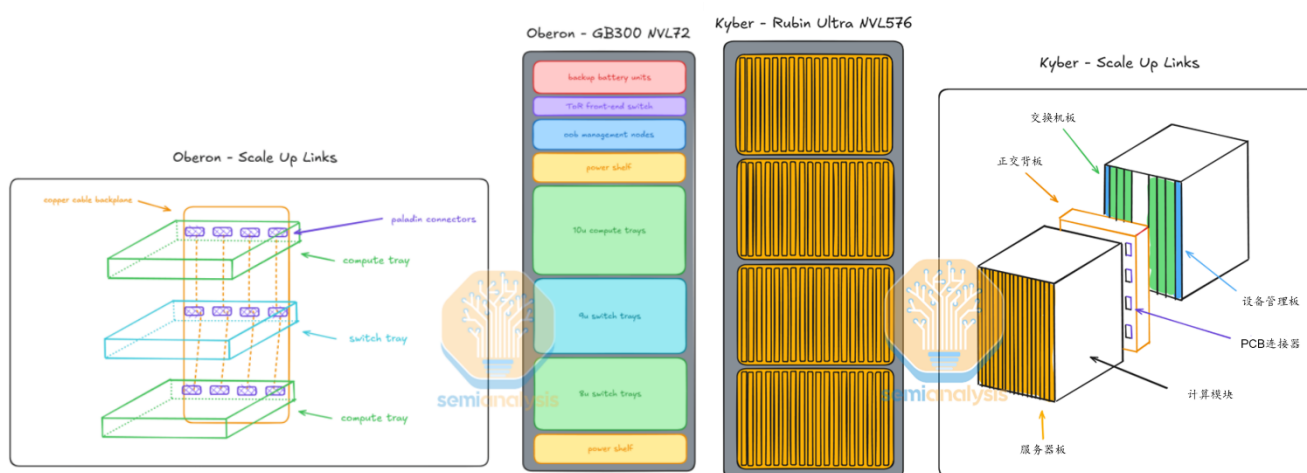 Oberon - Scale Up Links
copper cable backplane
paladin connectors
compute tray
switch tray
compute tray
Oberon - GB300 NVL72
backup battery units
ToR front-end switch
oob management nodes
power shelf
10u compute trays
9u switch trays
8u switch trays
power shelf
semianalysis
Kyber - Rubin Ultra NVL576
Kyber - Scale Up Links
交换机板
正交背板
设备管理板
PCB连接器
计算模块
服务器板
semianalysis